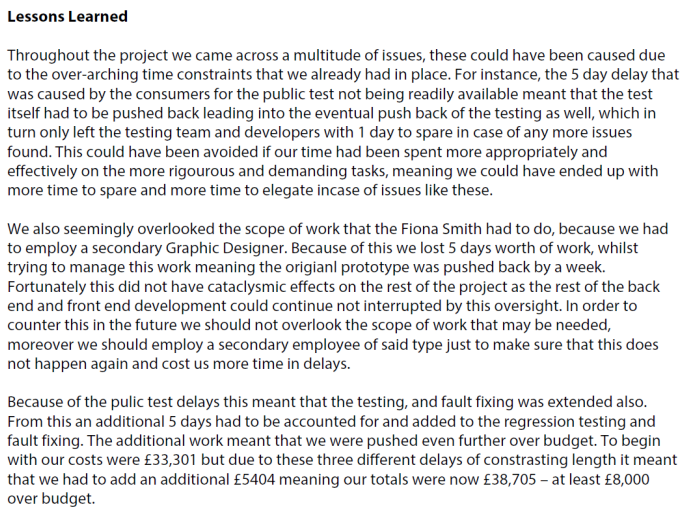 Lessons Learned
Throughout the project we came across a multitude of issues, these could have been caused due
to the over-arching time constraints that we already had in place. For instance, the 5 day delay that
was caused by the consumers for the public test not being readily available meant that the test
itself had to be pushed back leading into the eventual push back of the testing as well, which in
turn only left the testing team and developers with 1 day to spare in case of any more issues
found. This could have been avoided if our time had been spent more appropriately and
effectively on the more rigourous and demanding tasks, meaning we could have ended up with
more time to spare and more time to elegate incase of issues like these.
We also seemingly overlooked the scope of work that the Fiona Smith had to do, because we had
to employ a secondary Graphic Designer. Because of this we lost 5 days worth of work, whilst
trying to manage this work meaning the origianl prototype was pushed back by a week.
Fortunately this did not have cataclysmic effects on the rest of the project as the rest of the back
end and front end development could continue not interrupted by this oversight. In order to
counter this in the future we should not overlook the scope of work that may be needed,
moreover we should employ a secondary employee of said type just to make sure that this does
not happen again and cost us more time in delays.
Because of the pulic test delays this meant that the testing, and fault fixing was extended also.
From this an additional 5 days had to be accounted for and added to the regression testing and
fault fixing. The additional work meant that we were pushed even further over budget. To begin
with our costs were £33,301 but due to these three different delays of constrasting length it meant
that we had to add an additional £5404 meaning our totals were now £38,705 – at least £8,000
over budget.